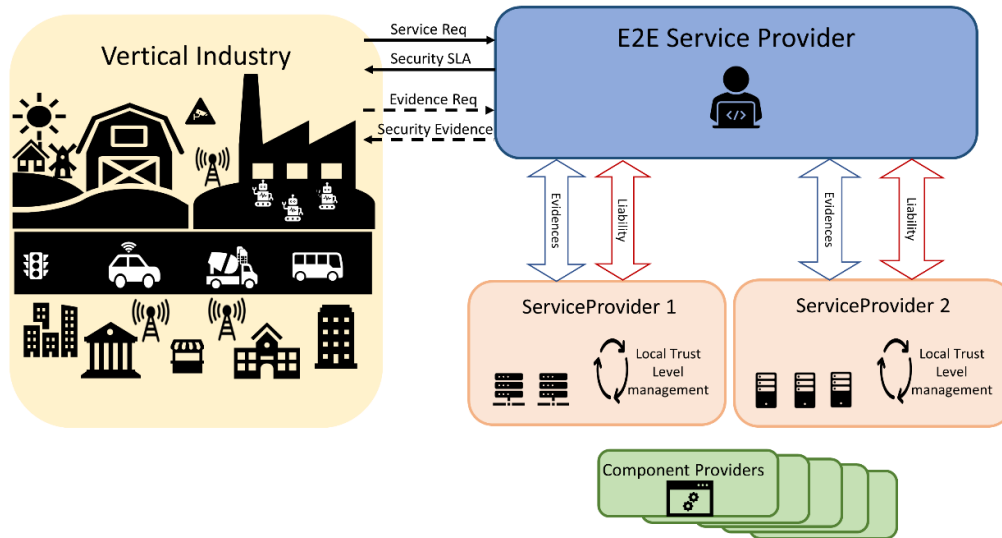 Vertical Industry
Service Req
Security SLA
Evidence Req
Security Evidence
E2E Service Provider
</>
Evidences
Liability
Evidences
Liability
ServiceProvider 1
Local Trust
Level
management
ServiceProvider 2
Local Trust
Level
management
Component Providers